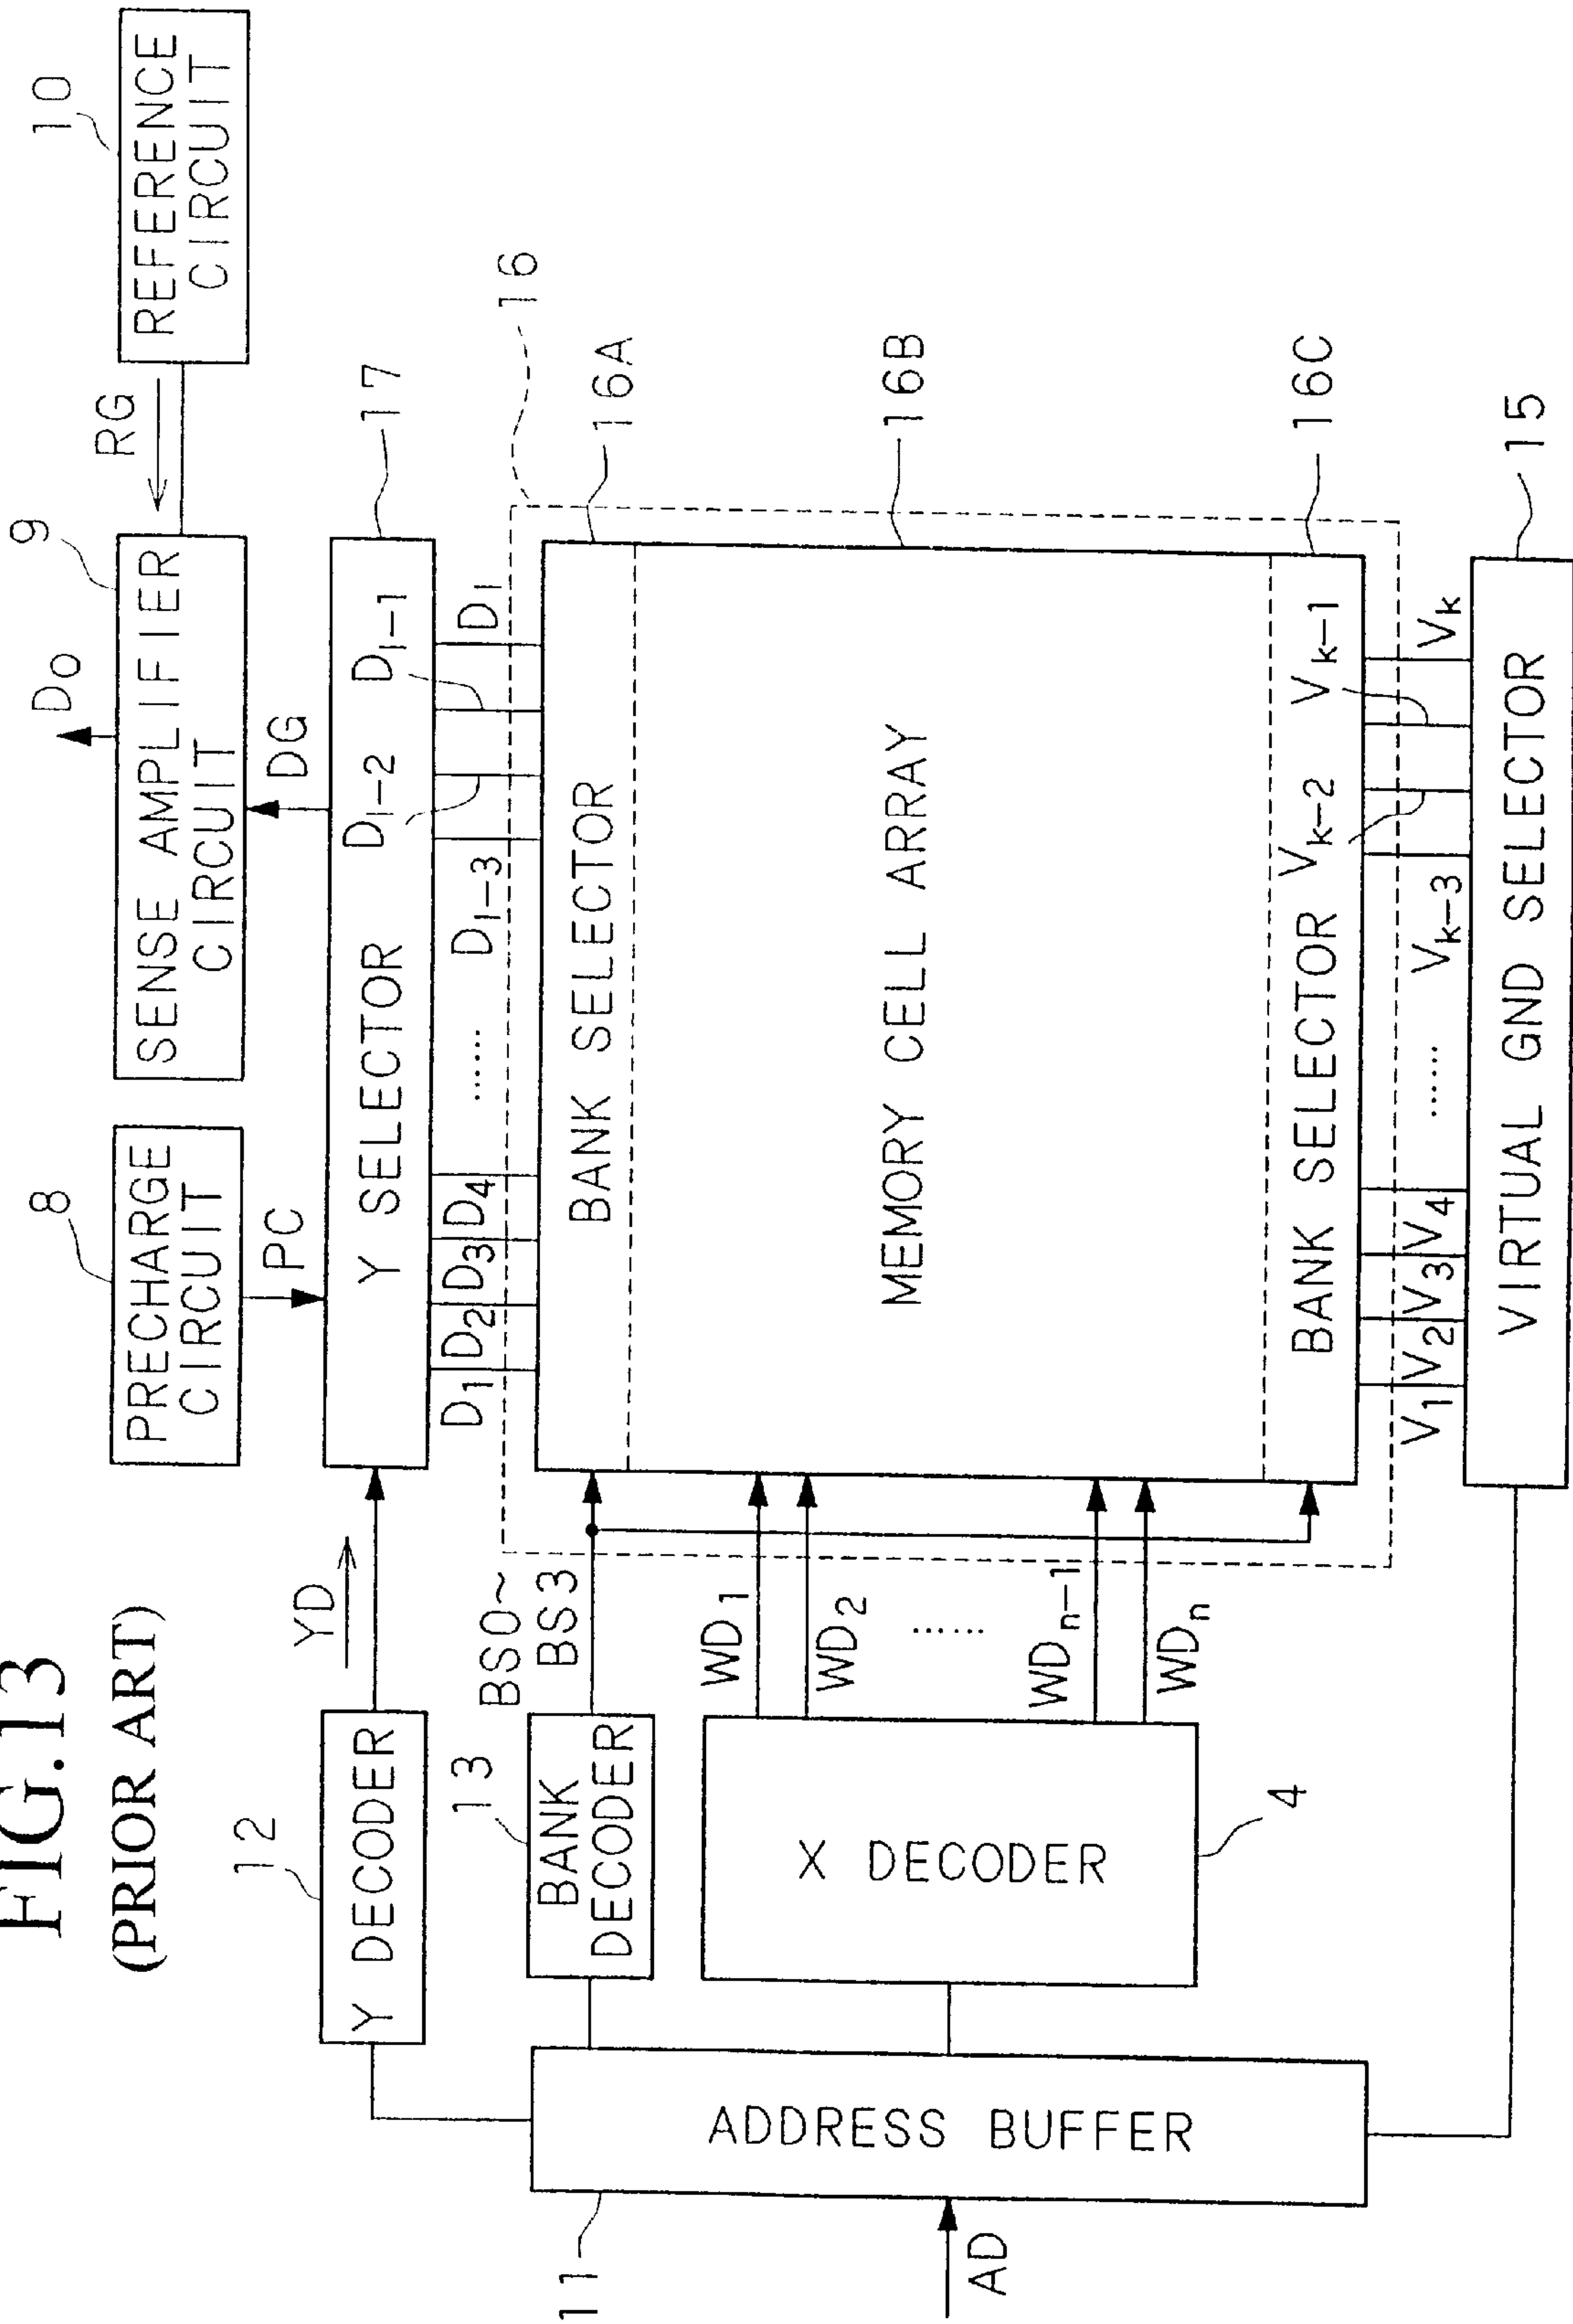 FIG.13
(PRIOR ART)
10
REFERENCE
CIRCUIT
RG
9
SENSE AMPLIFIER
CIRCUIT
DO
DG
8
PRECHARGE
CIRCUIT
PC
17
Y SELECTOR
12
Y DECODER
YD
D1 D2 D3 D4 ...... Dl-3 Dl-2 Dl-1 Dl
16
16A
BANK SELECTOR
16B
MEMORY CELL ARRAY
16C
BANK SELECTOR
13
BANK
DECODER
BS0~
BS3
X DECODER
4
WD1
WD2
......
WDn-1
WDn
V1 V2 V3 V4 ...... Vk-3 Vk-2 Vk-1 Vk
15
VIRTUAL GND SELECTOR
11
ADDRESS BUFFER
AD